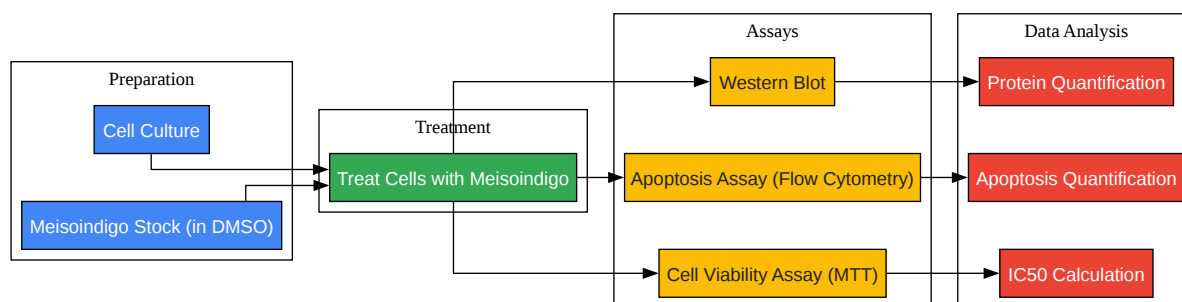 Preparation
Cell Culture
Meisoindigo Stock (in DMSO)
Treatment
Treat Cells with Meisoindigo
Assays
Western Blot
Apoptosis Assay (Flow Cytometry)
Cell Viability Assay (MTT)
Data Analysis
Protein Quantification
Apoptosis Quantification
IC50 Calculation